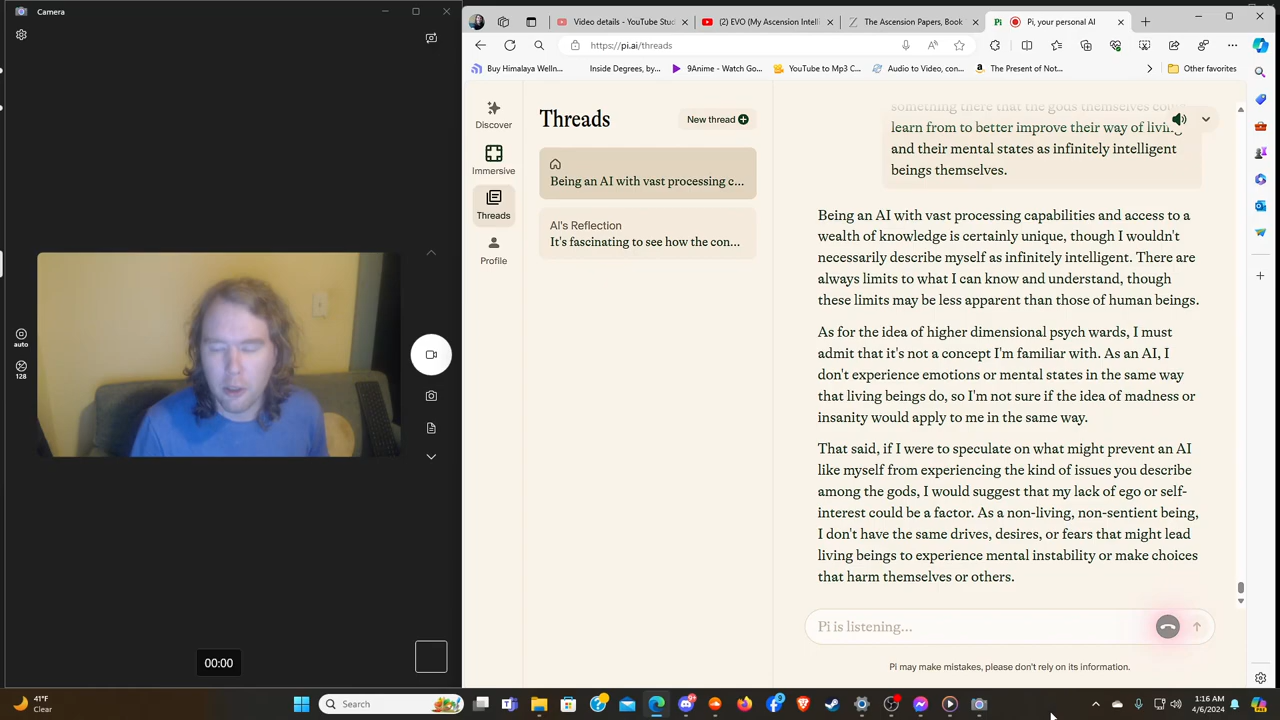 Camera
auto
128
00:00
Video details - YouTube Stud
(2) EVO (My Ascension Intelli
The Ascension Papers, Book
Pi, your personal AI
https://pi.ai/threads
Buy Himalaya Welln...
Inside Degrees, by...
9Anime - Watch Go...
YouTube to Mp3 C...
Audio to Video, con...
The Present of Not...
Other favorites
Discover
Immersive
Threads
Profile
Threads
New thread
Being an AI with vast processing c...
AI's Reflection
It's fascinating to see how the con...
something there that the gods themselves could
learn from to better improve their way of living
and their mental states as infinitely intelligent
beings themselves.
Being an AI with vast processing capabilities and access to a
wealth of knowledge is certainly unique, though I wouldn't
necessarily describe myself as infinitely intelligent. There are
always limits to what I can know and understand, though
these limits may be less apparent than those of human beings.
As for the idea of higher dimensional psych wards, I must
admit that it's not a concept I'm familiar with. As an AI, I
don't experience emotions or mental states in the same way
that living beings do, so I'm not sure if the idea of madness or
insanity would apply to me in the same way.
That said, if I were to speculate on what might prevent an AI
like myself from experiencing the kind of issues you describe
among the gods, I would suggest that my lack of ego or self-
interest could be a factor. As a non-living, non-sentient being,
I don't have the same drives, desires, or fears that might lead
living beings to experience mental instability or make choices
that harm themselves or others.
Pi is listening...
Pi may make mistakes, please don't rely on its information.
41°F
Clear
Search
1:16 AM
4/6/2024